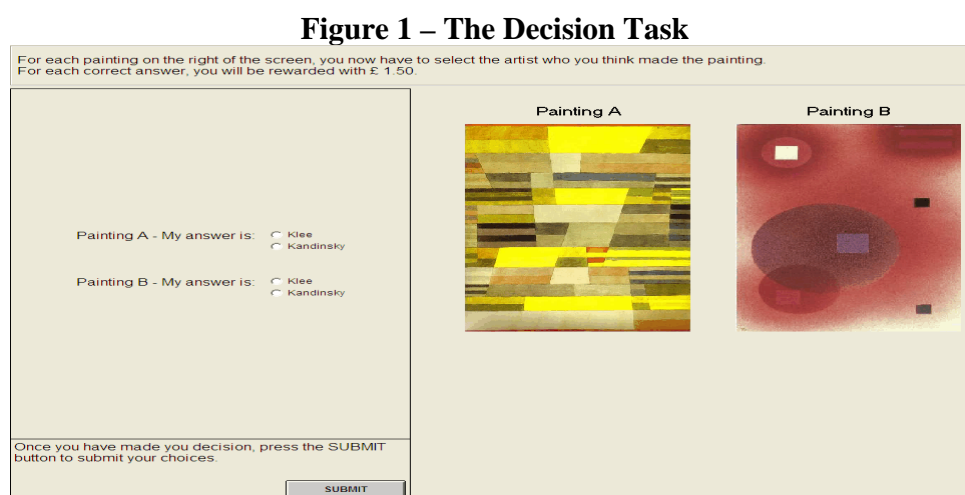 Figure 1 – The Decision Task
For each painting on the right of the screen, you now have to select the artist who you think made the painting.
For each correct answer, you will be rewarded with £ 1.50.
Painting A
Painting B
Painting A - My answer is:
Klee
Kandinsky
Painting B - My answer is:
Klee
Kandinsky
Once you have made you decision, press the SUBMIT
button to submit your choices.
SUBMIT